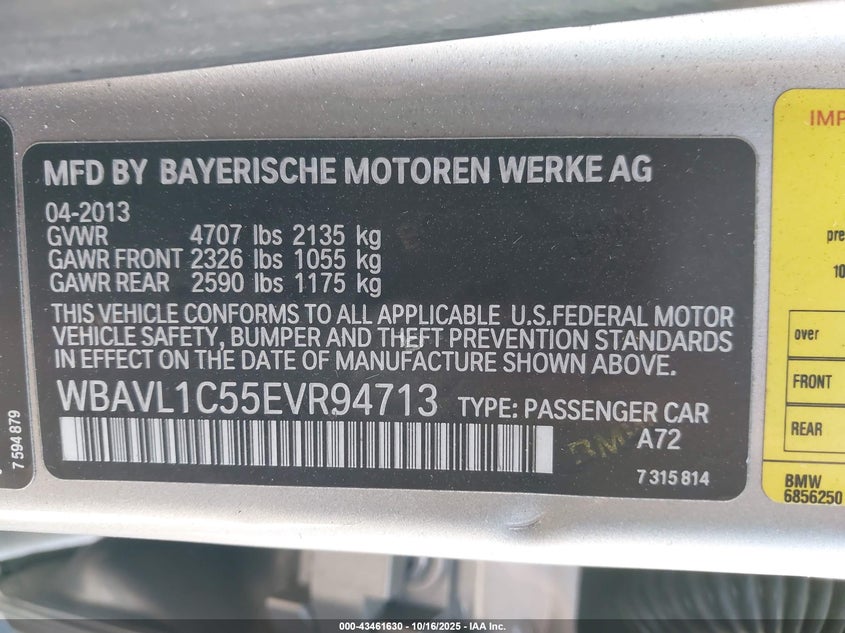 MFD BY BAYERISCHE MOTOREN WERKE AG
04-2013
GVWR 4707 lbs 2135 kg
GAWR FRONT 2326 lbs 1055 kg
GAWR REAR 2590 lbs 1175 kg
THIS VEHICLE CONFORMS TO ALL APPLICABLE U.S.FEDERAL MOTOR
VEHICLE SAFETY, BUMPER AND THEFT PREVENTION STANDARDS
IN EFFECT ON THE DATE OF MANUFACTURE SHOWN ABOVE.
WBAVL1C55EVR94713 TYPE: PASSENGER CAR
A72
7 315 814
7 594 879
IMP
pre
10
over
FRONT
REAR
BMW
6856250
000-43461630 - 10/16/2025 - IAA Inc.